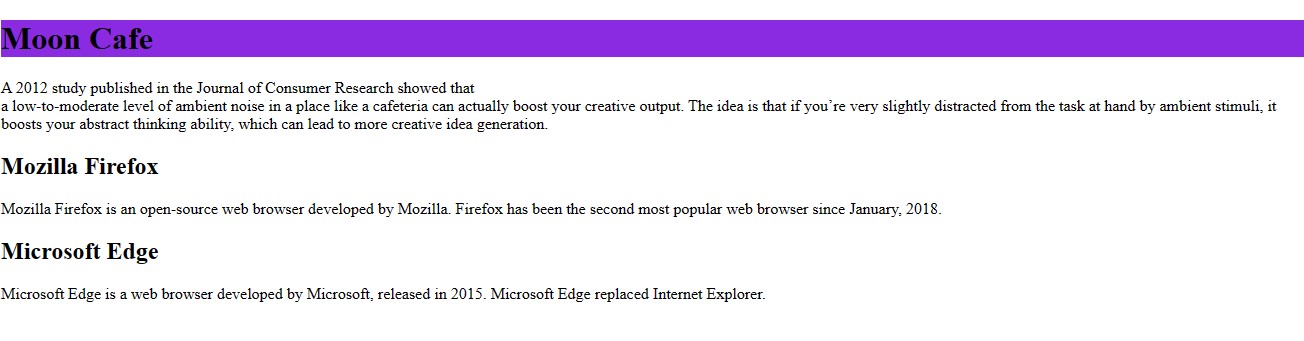 Moon Cafe
A 2012 study published in the Journal of Consumer Research showed that
a low-to-moderate level of ambient noise in a place like a cafeteria can actually boost your creative output. The idea is that if you’re very slightly distracted from the task at hand by ambient stimuli, it
boosts your abstract thinking ability, which can lead to more creative idea generation.
Mozilla Firefox
Mozilla Firefox is an open-source web browser developed by Mozilla. Firefox has been the second most popular web browser since January, 2018.
Microsoft Edge
Microsoft Edge is a web browser developed by Microsoft, released in 2015. Microsoft Edge replaced Internet Explorer.